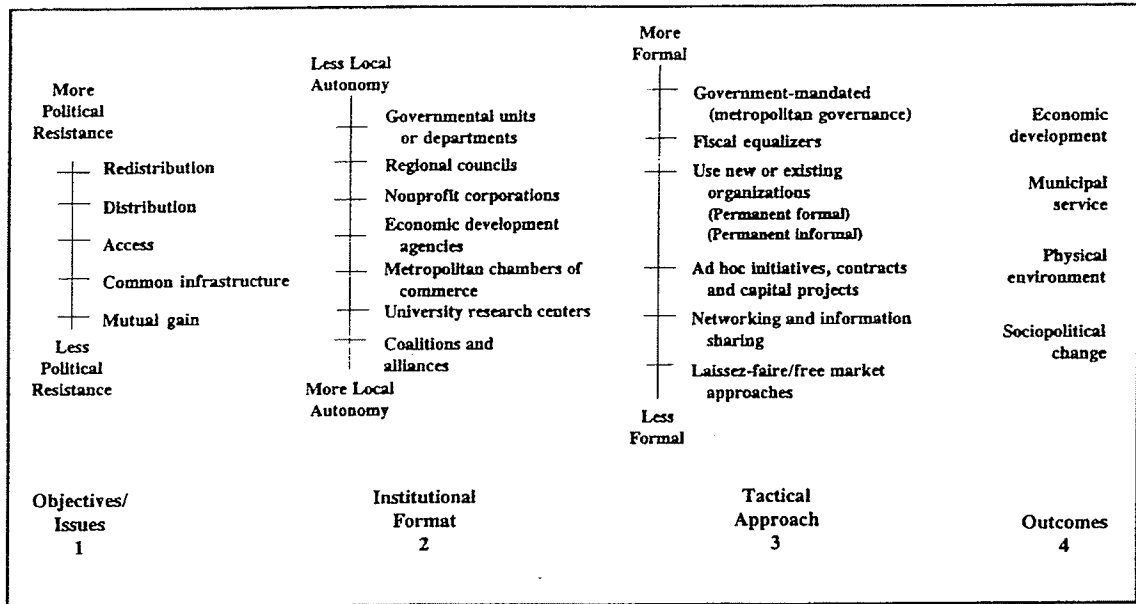 More
Political
Resistance
Redistribution
Distribution
Access
Common infrastructure
Mutual gain
Less
Political
Resistance
Objectives/
Issues
1
Less Local
Autonomy
Governmental units
or departments
Regional councils
Nonprofit corporations
Economic development
agencies
Metropolitan chambers of
commerce
University research centers
Coalitions and
alliances
More Local
Autonomy
Institutional
Format
2
More
Formal
Government-mandated
(metropolitan governance)
Fiscal equalizers
Use new or existing
organizations
(Permanent formal)
(Permanent informal)
Ad hoc initiatives, contracts
and capital projects
Networking and information
sharing
Laissez-faire/free market
approaches
Less
Formal
Tactical
Approach
3
Economic
development
Municipal
service
Physical
environment
Sociopolitical
change
Outcomes
4